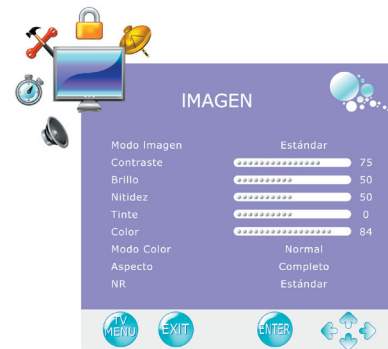 IMAGEN
Modo Imagen Estándar
Contraste 75
Brillo 50
Nitidez 50
Tinte 0
Color 84
Modo Color Normal
Aspecto Completo
NR Estándar
TV MENU EXIT ENTER